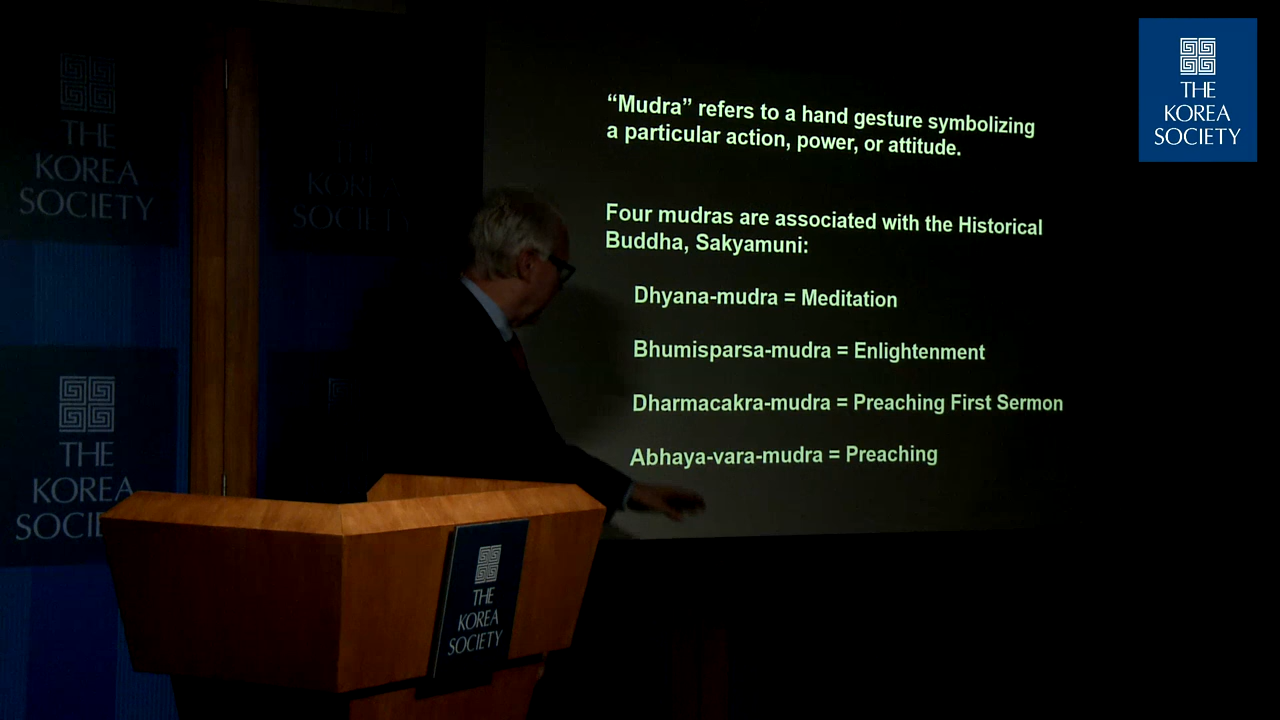 THE
KOREA
SOCIETY
THE
KOREA
SOCIETY
“Mudra” refers to a hand gesture symbolizing
a particular action, power, or attitude.
Four mudras are associated with the Historical
Buddha, Sakyamuni:
Dhyana-mudra = Meditation
Bhumisparsa-mudra = Enlightenment
Dharmacakra-mudra = Preaching First Sermon
Abhaya-vara-mudra = Preaching
THE
KOREA
SOCIETY
THE
KOREA
SOCIE
THE
KOREA
SOCIETY